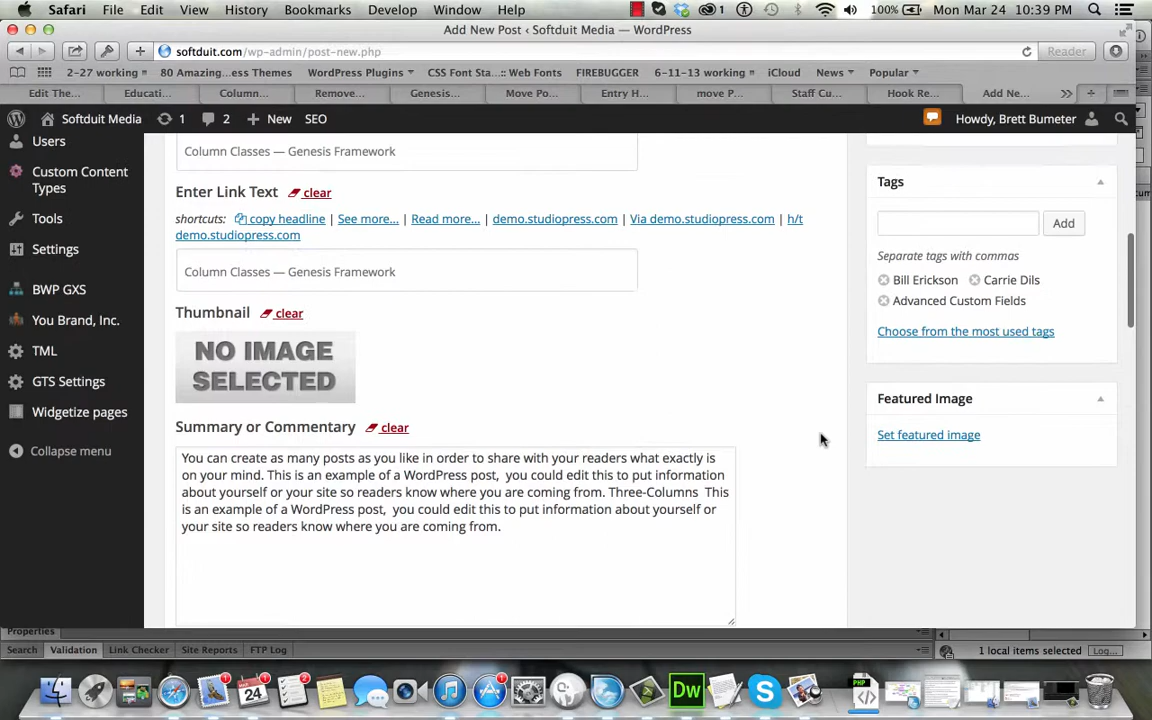 Safari File Edit View History Bookmarks Develop Window Help 1 100% Mon Mar 24 10:39 PM
Add New Post ‹ Softduit Media — WordPress
softduit.com/wp-admin/post-new.php Reader
2-27 working 80 Amazing...ess Themes WordPress Plugins CSS Font Sta...:: Web Fonts FIREBUGGER 6-11-13 working iCloud News Popular
Edit The... Educati... Column... Remove... Genesis... Move Po... Entry H... move P... Staff Cu... Hook Re... Add Ne...
Softduit Media 1 2 New SEO Howdy, Brett Bumeter
Users
Custom Content
Types
Tools
Settings
BWP GXS
You Brand, Inc.
TML
GTS Settings
Widgetize pages
Collapse menu
Column Classes — Genesis Framework
Enter Link Text clear
shortcuts: copy headline | See more... | Read more... | demo.studiopress.com | Via demo.studiopress.com | h/t
demo.studiopress.com
Column Classes — Genesis Framework
Thumbnail clear
NO IMAGE
SELECTED
Summary or Commentary clear
You can create as many posts as you like in order to share with your readers what exactly is
on your mind. This is an example of a WordPress post, you could edit this to put information
about yourself or your site so readers know where you are coming from. Three-Columns This
is an example of a WordPress post, you could edit this to put information about yourself or
your site so readers know where you are coming from.
Tags
Add
Separate tags with commas
Bill Erickson Carrie Dils
Advanced Custom Fields
Choose from the most used tags
Featured Image
Set featured image
Properties
Search Validation Link Checker Site Reports FTP Log 1 local items selected Log...
24
Dw
PHP